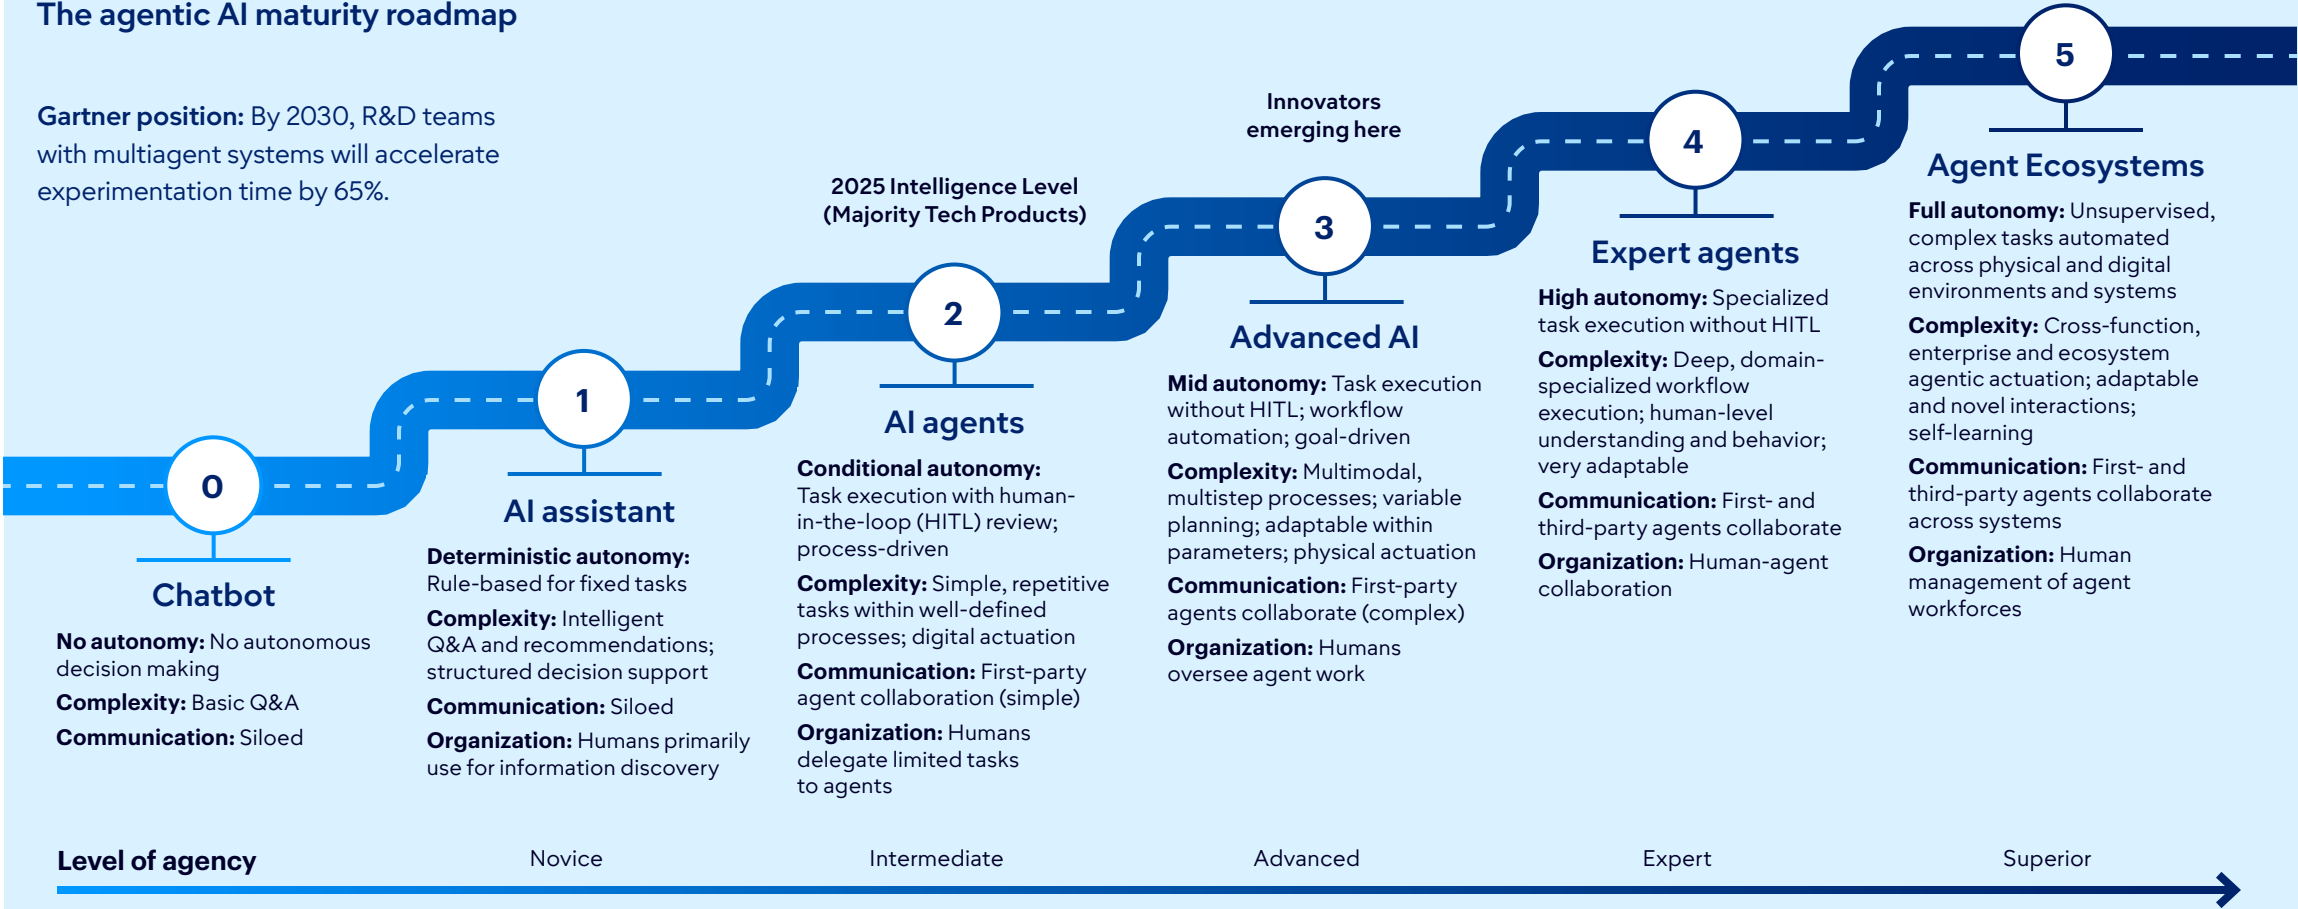 The agentic AI maturity roadmap
Gartner position: By 2030, R&D teams
with multiagent systems will accelerate
experimentation time by 65%.
0
Chatbot
No autonomy: No autonomous
decision making
Complexity: Basic Q&A
Communication: Siloed
1
AI assistant
Deterministic autonomy:
Rule-based for fixed tasks
Complexity: Intelligent
Q&A and recommendations;
structured decision support
Communication: Siloed
Organization: Humans primarily
use for information discovery
2025 Intelligence Level
(Majority Tech Products)
2
AI agents
Conditional autonomy:
Task execution with human-
in-the-loop (HITL) review;
process-driven
Complexity: Simple, repetitive
tasks within well-defined
processes; digital actuation
Communication: First-party
agent collaboration (simple)
Organization: Humans
delegate limited tasks
to agents
Innovators
emerging here
3
Advanced AI
Mid autonomy: Task execution
without HITL; workflow
automation; goal-driven
Complexity: Multimodal,
multistep processes; variable
planning; adaptable within
parameters; physical actuation
Communication: First-party
agents collaborate (complex)
Organization: Humans
oversee agent work
4
Expert agents
High autonomy: Specialized
task execution without HITL
Complexity: Deep, domain-
specialized workflow
execution; human-level
understanding and behavior;
very adaptable
Communication: First- and
third-party agents collaborate
Organization: Human-agent
collaboration
5
Agent Ecosystems
Full autonomy: Unsupervised,
complex tasks automated
across physical and digital
environments and systems
Complexity: Cross-function,
enterprise and ecosystem
agentic actuation; adaptable
and novel interactions;
self-learning
Communication: First- and
third-party agents collaborate
across systems
Organization: Human
management of agent
workforces
Level of agency
Novice
Intermediate
Advanced
Expert
Superior